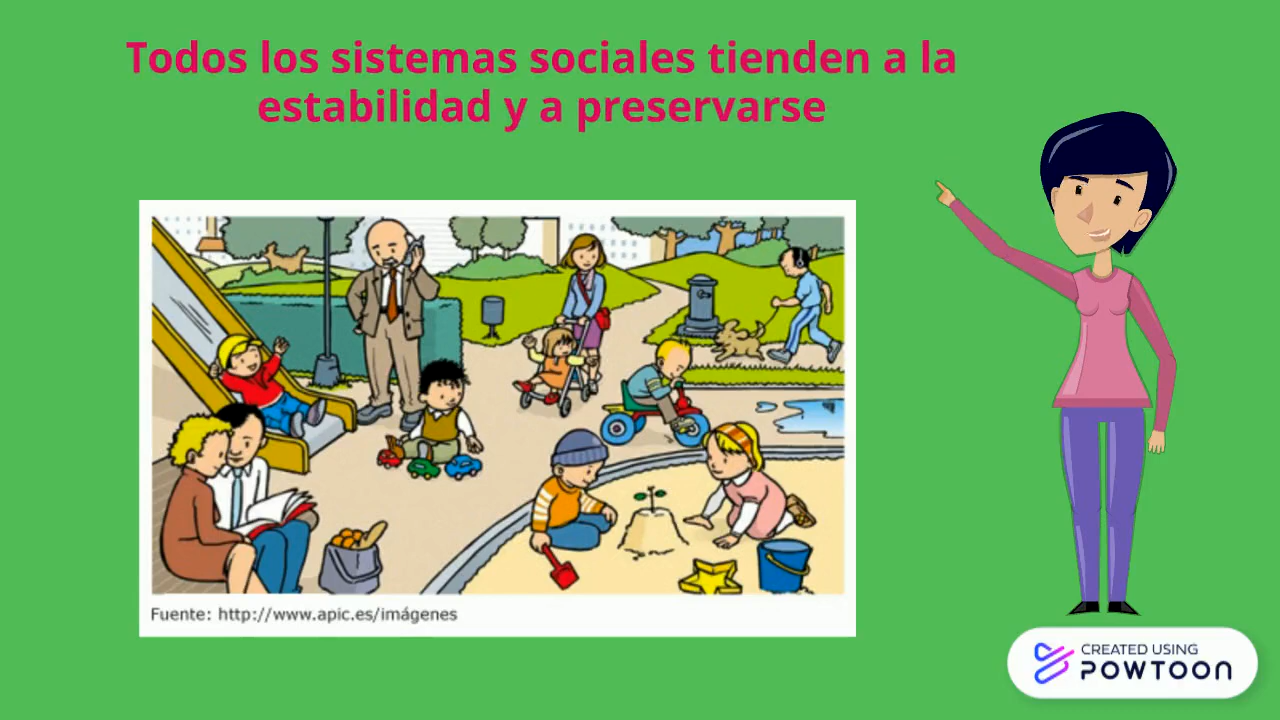 Todos los sistemas sociales tienden a la
estabilidad y a preservarse
Fuente: http://www.apic.es/imágenes
CREATED USING
POWTOON